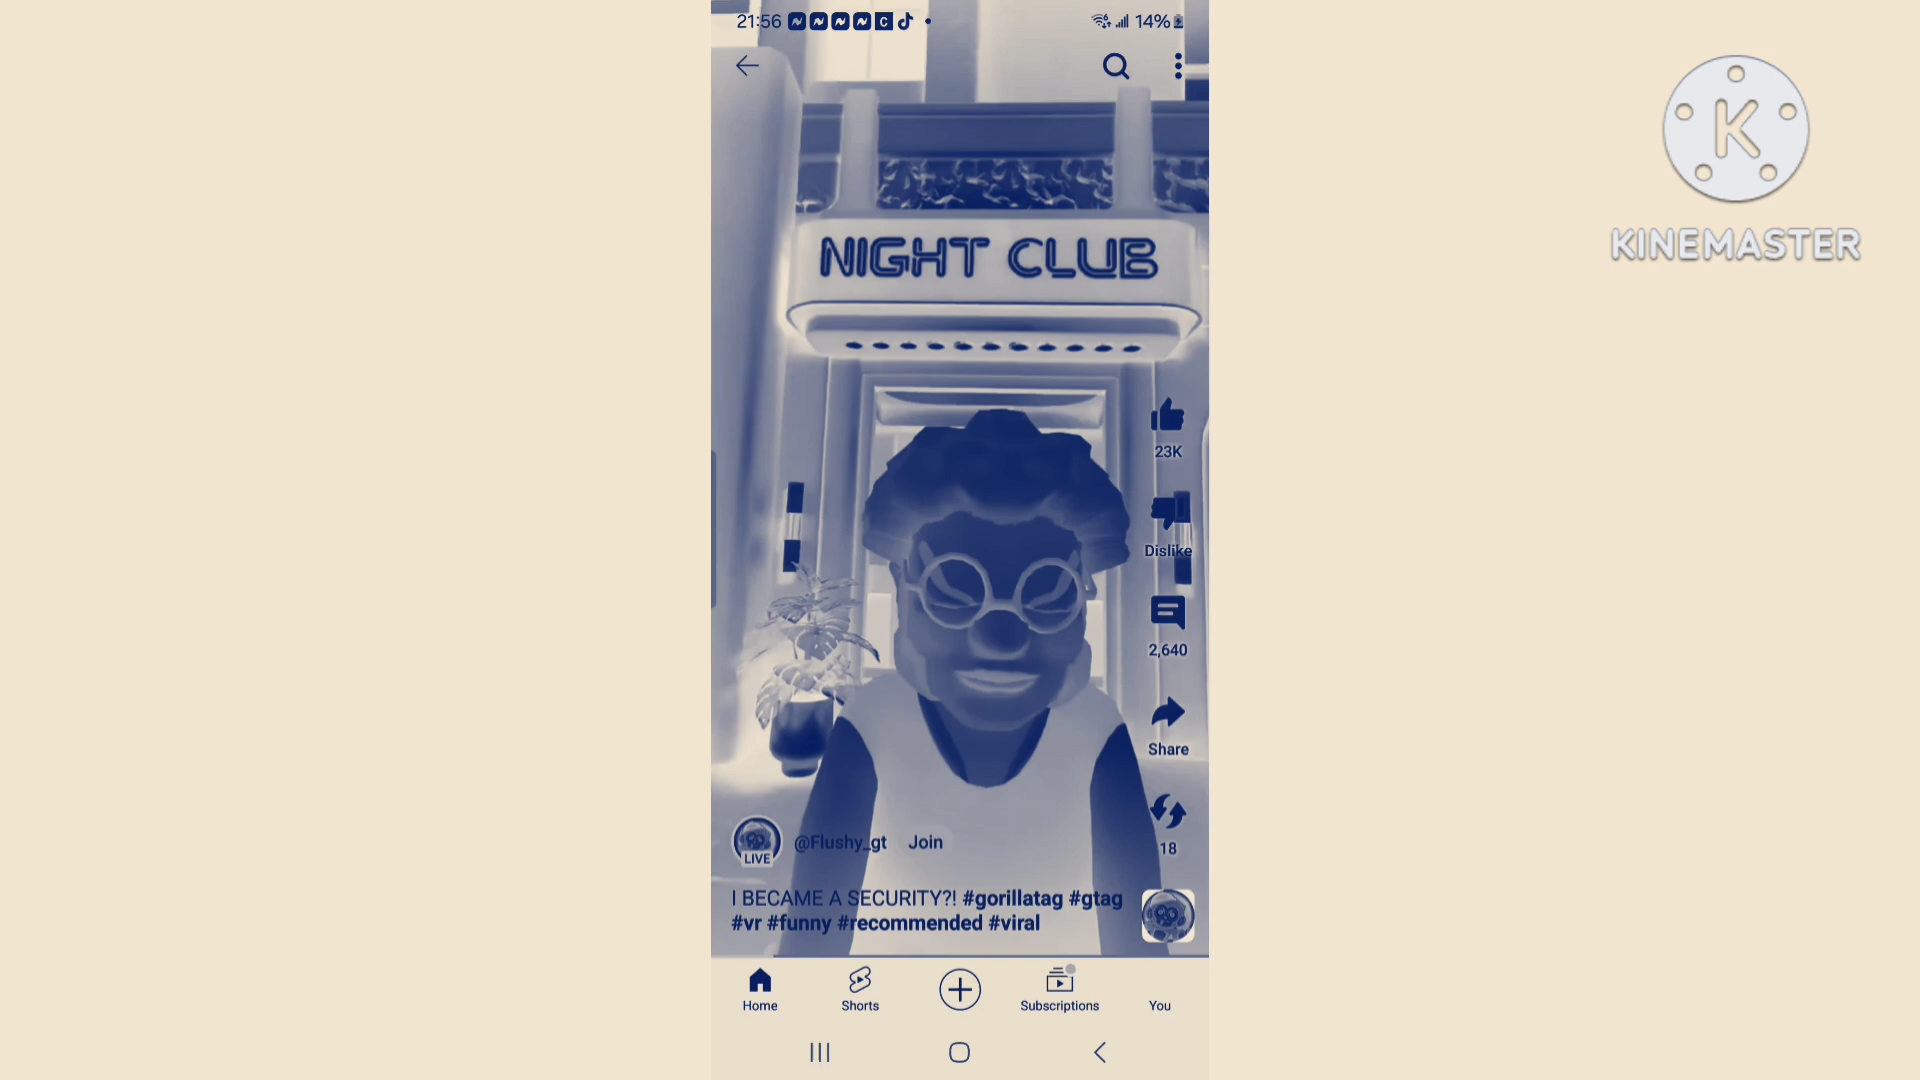 21:56
14%
K
KINEMASTER
NIGHT CLUB
23K
Dislike
2,640
Share
18
LIVE
@Flushy_gt Join
I BECAME A SECURITY?! #gorillatag #gtag
#vr #funny #recommended #viral
Home Shorts Subscriptions You